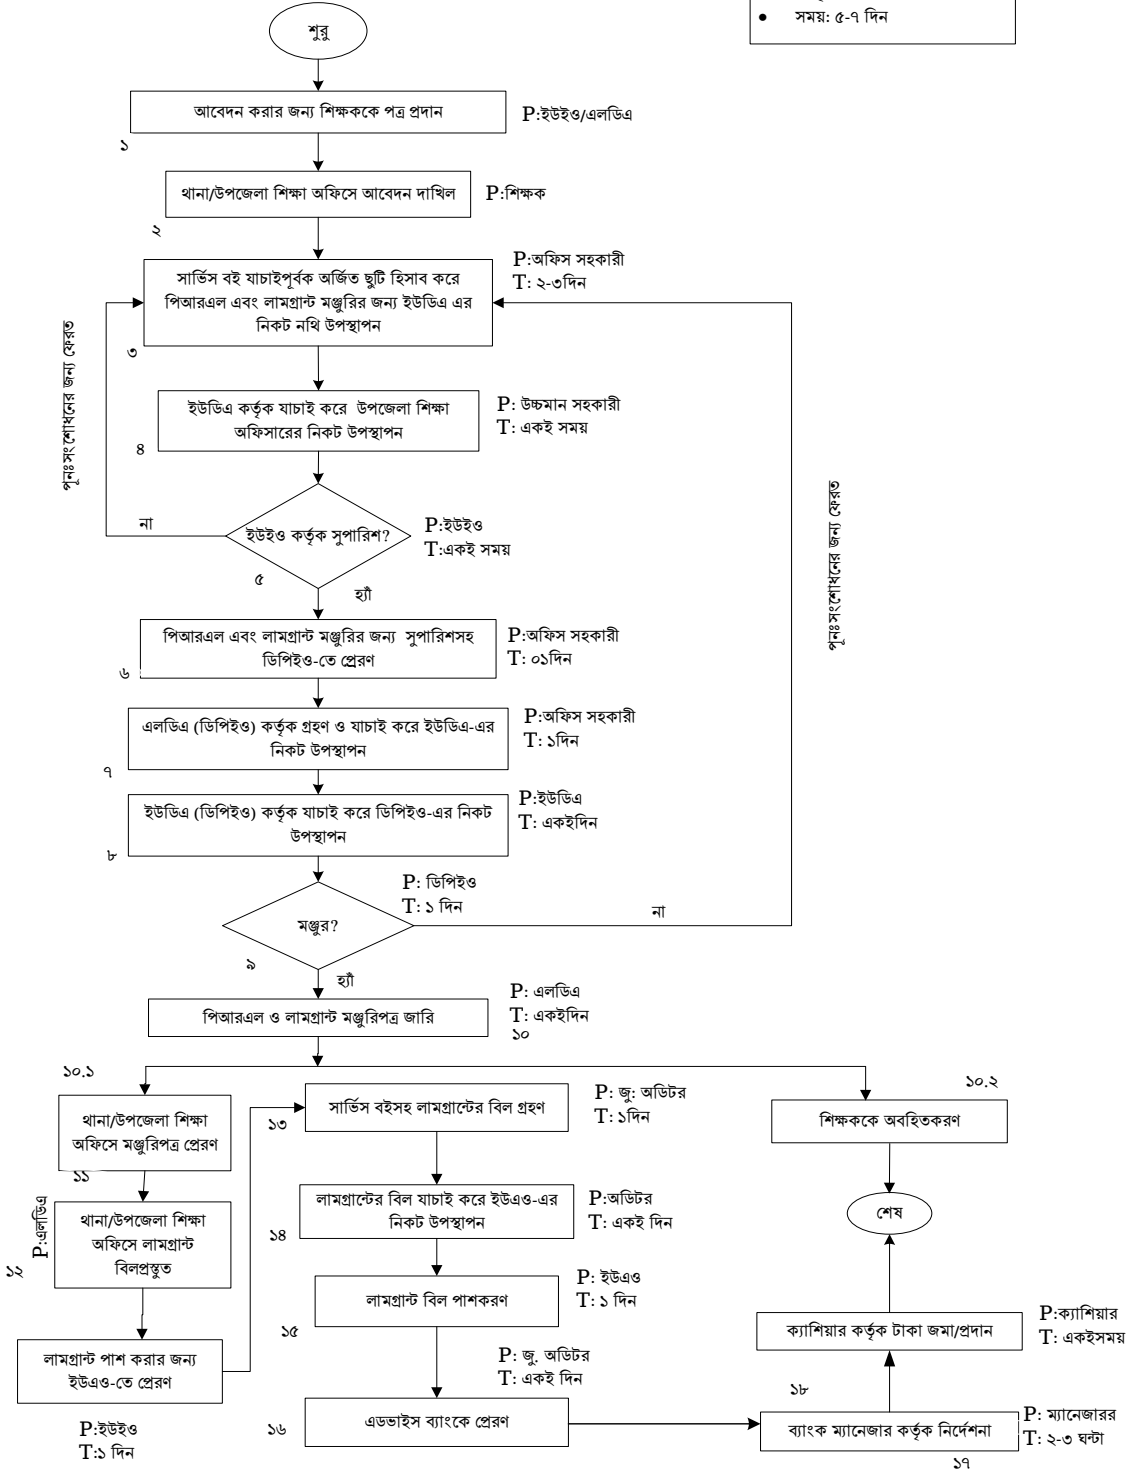 • সময়: ৫-৭ দিন
শুরু
আবেদন করার জন্য শিক্ষককে পত্র প্রদান
P:ইউইও/এলডিএ
১
থানা/উপজেলা শিক্ষা অফিসে আবেদন দাখিল
P:শিক্ষক
২
সার্ভিস বই যাচাইপূর্বক অর্জিত ছুটি হিসাব করে
পিআরএল এবং লামগ্রান্ট মঞ্জুরির জন্য ইউডিএ এর
নিকট নথি উপস্থাপন
P:অফিস সহকারী
T: ২-৩দিন
৩
পূনঃসংশোধনের জন্য ফেরত
ইউডিএ কর্তৃক যাচাই করে উপজেলা শিক্ষা
অফিসারের নিকট উপস্থাপন
P: উচ্চমান সহকারী
T: একই সময়
৪
না
ইউইও কর্তৃক সুপারিশ?
P:ইউইও
T:একই সময়
৫
হ্যাঁ
পূনঃসংশোধনের জন্য ফেরত
পিআরএল এবং লামগ্রান্ট মঞ্জুরির জন্য সুপারিশসহ
ডিপিইও-তে প্রেরণ
P:অফিস সহকারী
T: ০১দিন
৬
এলডিএ (ডিপিইও) কর্তৃক গ্রহণ ও যাচাই করে ইউডিএ-এর
নিকট উপস্থাপন
P:অফিস সহকারী
T: ১দিন
৭
ইউডিএ (ডিপিইও) কর্তৃক যাচাই করে ডিপিইও-এর নিকট
উপস্থাপন
P:ইউডিএ
T: একইদিন
৮
P: ডিপিইও
T: ১ দিন
মঞ্জুর?
না
৯
হ্যাঁ
পিআরএল ও লামগ্রান্ট মঞ্জুরিপত্র জারি
P: এলডিএ
T: একইদিন
১০
১০.১
থানা/উপজেলা শিক্ষা
অফিসে মঞ্জুরিপত্র প্রেরণ
১১
P:এলডিএ
থানা/উপজেলা শিক্ষা
অফিসে লামগ্রান্ট
বিলপ্রস্তুত
১২
লামগ্রান্ট পাশ করার জন্য
ইউএও-তে প্রেরণ
P:ইউইও
T:১ দিন
সার্ভিস বইসহ লামগ্রান্টের বিল গ্রহণ
P: জু: অডিটর
T: ১দিন
১৩
লামগ্রান্টের বিল যাচাই করে ইউএও-এর
নিকট উপস্থাপন
P:অডিটর
T: একই দিন
১৪
লামগ্রান্ট বিল পাশকরণ
P: ইউএও
T: ১ দিন
১৫
P: জু. অডিটর
T: একই দিন
এডভাইস ব্যাংকে প্রেরণ
১৬
১০.২
শিক্ষককে অবহিতকরণ
শেষ
ক্যাশিয়ার কর্তৃক টাকা জমা/প্রদান
P:ক্যাশিয়ার
T: একইসময়
১৮
ব্যাংক ম্যানেজার কর্তৃক নির্দেশনা
P: ম্যানেজারর
T: ২-৩ ঘন্টা
১৭